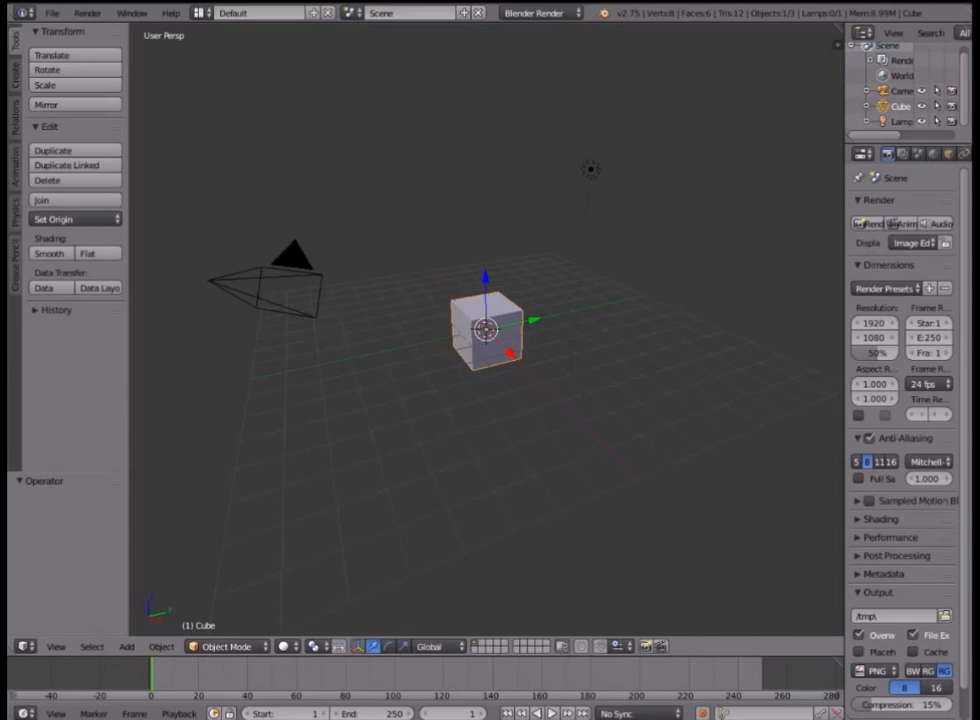 File Render Window Help Default Scene Blender Render v2.75 | Verts:8 | Faces:6 | Tris:12 | Objects:1/3 | Lamps:0/1 | Mem:8.99M | Cube
Tools
Create
Relations
Animation
Physics
Grease Pencil
Transform
Translate
Rotate
Scale
Mirror
Edit
Duplicate
Duplicate Linked
Delete
Join
Set Origin
Shading:
Smooth Flat
Data Transfer:
Data Data Layo
History
Operator
User Persp
(1) Cube
View Search All
Scene
Rende
World
Came
Cube
Lamp
Scene
Render
Rend Anim Audio
Displa Image Ed
Dimensions
Render Presets
Resolution: Frame R...
1920 Star:1
1080 E:250
50% Fra: 1
Aspect R... Frame R...
1.000 24 fps
1.000 Time Re...
Anti-Aliasing
5 8 11 16 Mitchell-
Full Sa 1.000
Sampled Motion Bl
Shading
Performance
Post Processing
Metadata
Output
/tmp\
Overw File Ex
Placeh Cache
PNG BW RG RG
Color 8 16
Compression: 15%
View Select Add Object Object Mode Global
-40 -20 0 20 40 60 80 100 120 140 160 180 200 220 240 260 280
View Marker Frame Playback Start: 1 End: 250 1 No Sync